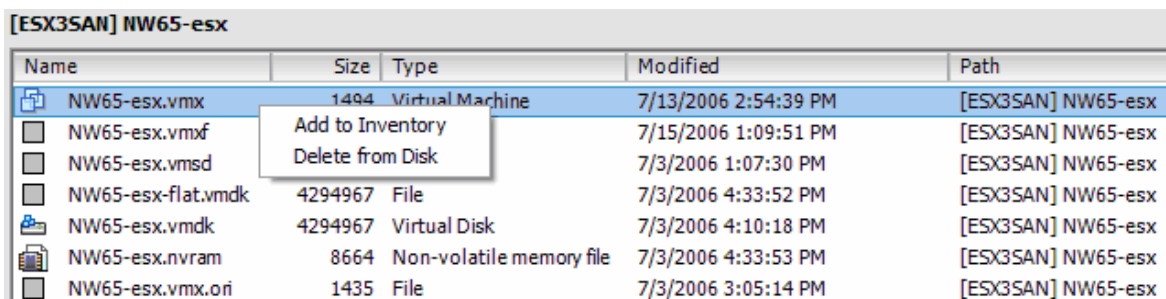 [ESX3SAN] NW65-esx
Name Size Type Modified Path
NW65-esx.vmx 1494 Virtual Machine 7/13/2006 2:54:39 PM [ESX3SAN] NW65-esx
Add to Inventory
NW65-esx.vmxf 7/15/2006 1:09:51 PM [ESX3SAN] NW65-esx
Delete from Disk
NW65-esx.vmsd 7/3/2006 1:07:30 PM [ESX3SAN] NW65-esx
NW65-esx-flat.vmdk 4294967 File 7/3/2006 4:33:52 PM [ESX3SAN] NW65-esx
NW65-esx.vmdk 4294967 Virtual Disk 7/3/2006 4:10:18 PM [ESX3SAN] NW65-esx
NW65-esx.nvram 8664 Non-volatile memory file 7/3/2006 4:33:53 PM [ESX3SAN] NW65-esx
NW65-esx.vmx.ori 1435 File 7/3/2006 3:05:14 PM [ESX3SAN] NW65-esx